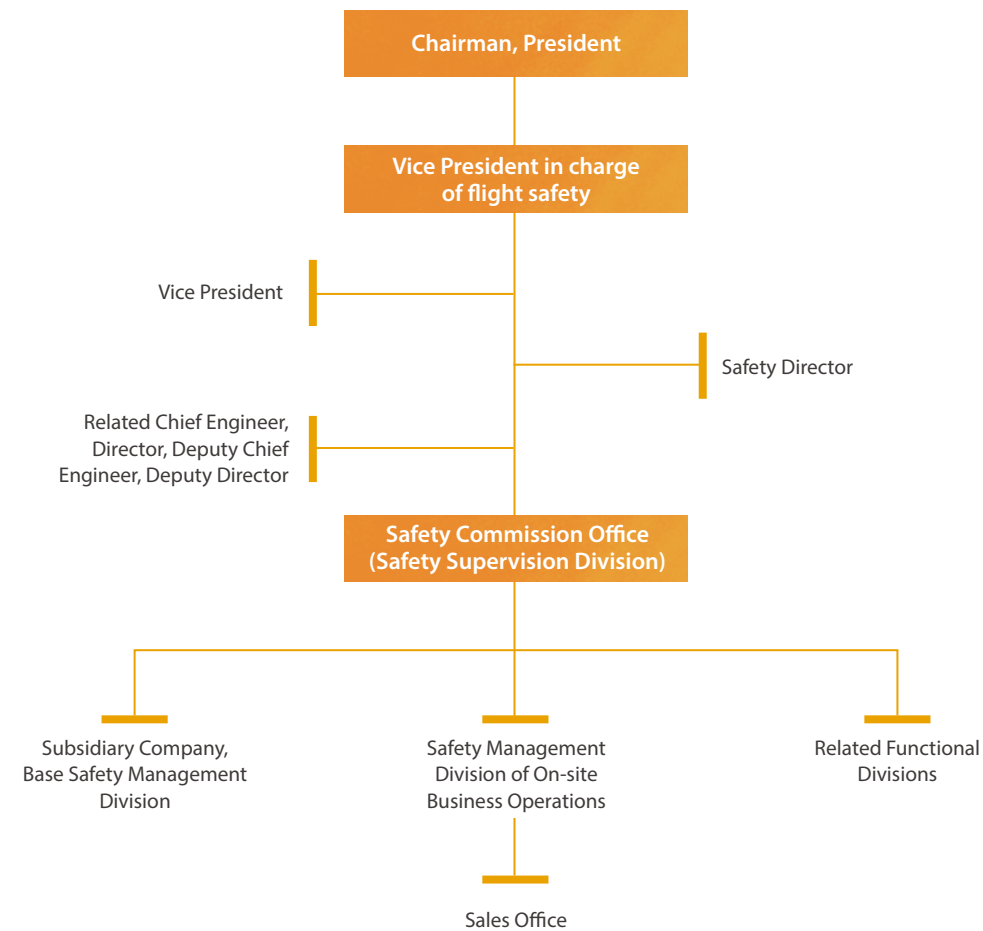 Chairman, President
Vice President in charge
of flight safety
Vice President
Safety Director
Related Chief Engineer,
Director, Deputy Chief
Engineer, Deputy Director
Safety Commission Office
(Safety Supervision Division)
Subsidiary Company,
Base Safety Management
Division
Safety Management
Division of On-site
Business Operations
Related Functional
Divisions
Sales Office